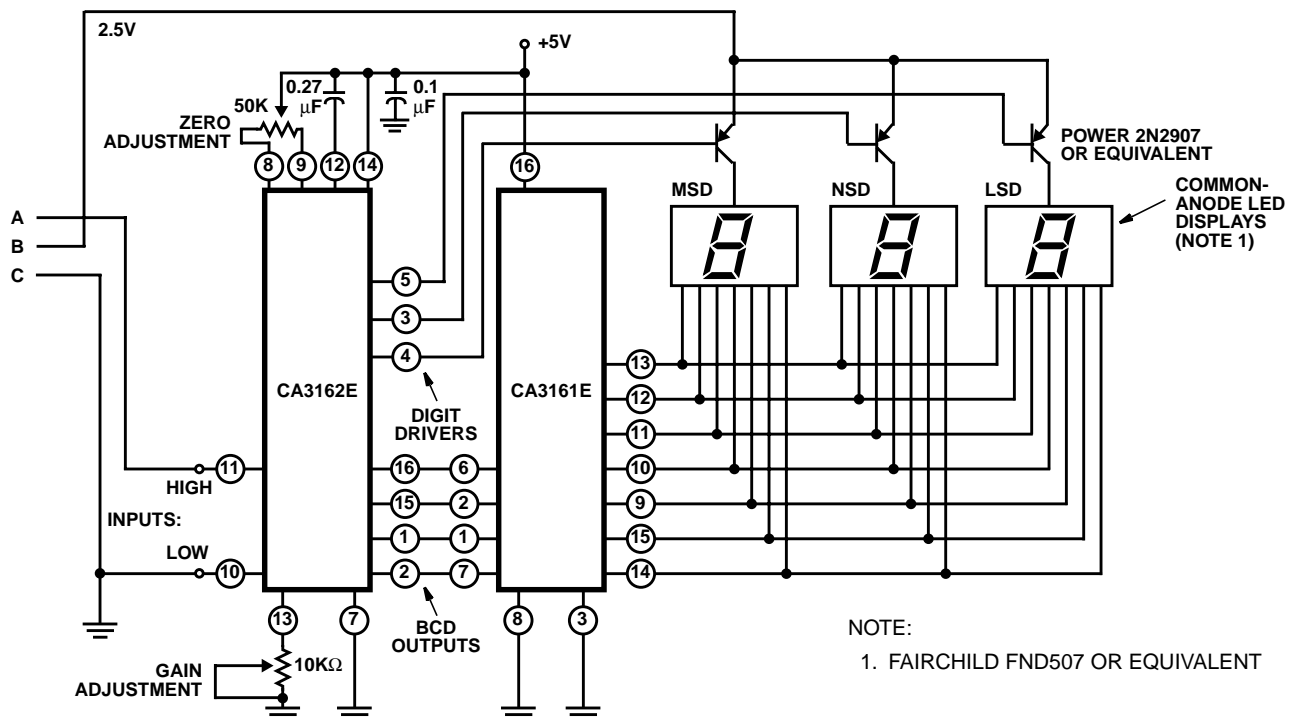 2.5V
+5V
0.27
μF
0.1
μF
50K
ZERO
ADJUSTMENT
8
9
12
14
16
POWER 2N2907
OR EQUIVALENT
MSD
NSD
LSD
COMMON-
ANODE LED
DISPLAYS
(NOTE 1)
8
8
8
A
B
C
5
3
4
CA3162E
CA3161E
DIGIT
DRIVERS
13
12
11
10
9
15
14
11
HIGH
INPUTS:
LOW
10
16
6
15
2
1
1
2
7
BCD
OUTPUTS
13
7
8
3
GAIN
ADJUSTMENT
10KΩ
NOTE:
1. FAIRCHILD FND507 OR EQUIVALENT